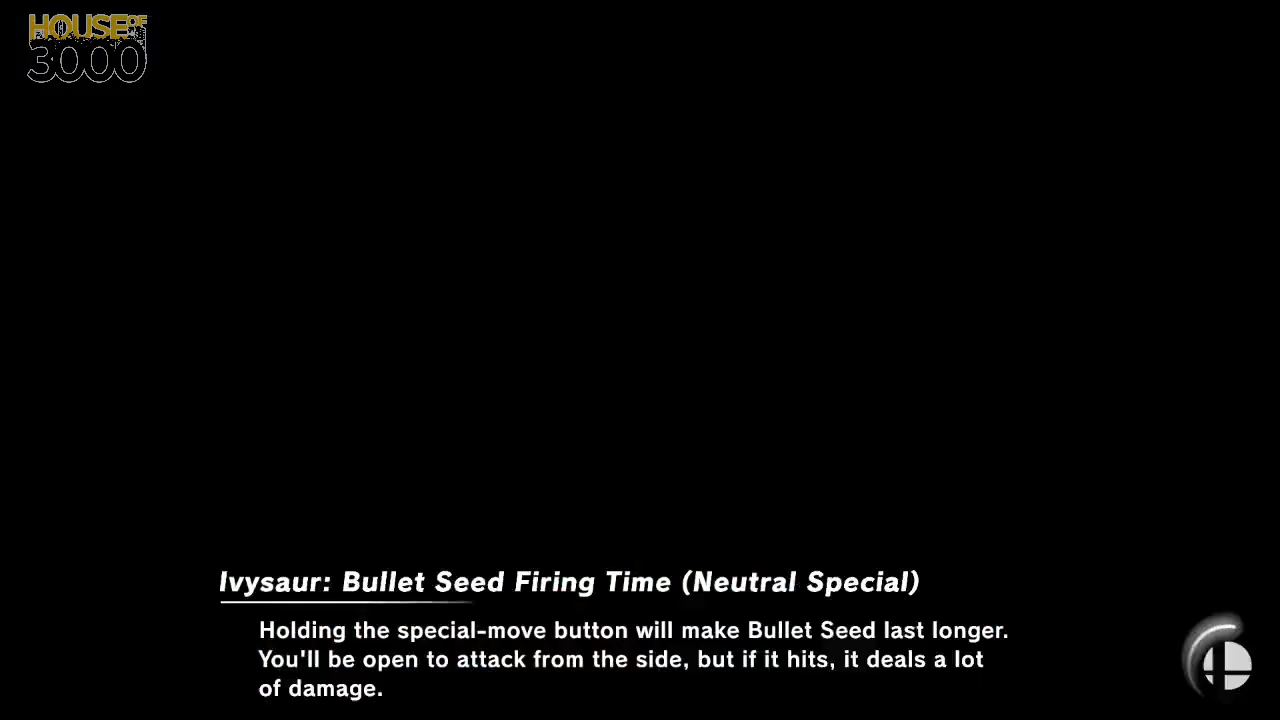 HOUSE OF
3000
Ivysaur: Bullet Seed Firing Time (Neutral Special)
Holding the special-move button will make Bullet Seed last longer.
You'll be open to attack from the side, but if it hits, it deals a lot
of damage.